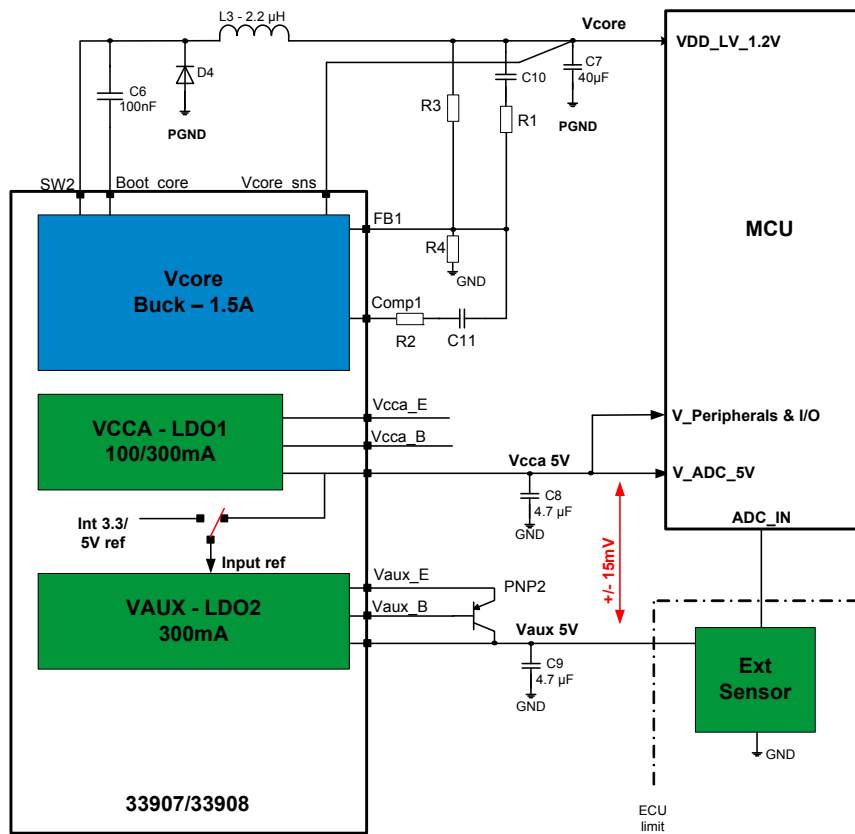 L3 - 2.2 µH
Vcore
VDD_LV_1.2V
C6
100nF
D4
PGND
C10
C7
40µF
PGND
R3
R1
SW2
Boot_core
Vcore_sns
FB1
MCU
Vcore
Buck – 1.5A
R4
GND
Comp1
R2
C11
VCCA - LDO1
100/300mA
Vcca_E
Vcca_B
V_Peripherals & I/O
Vcca 5V
V_ADC_5V
C8
4.7 µF
GND
ADC_IN
Int 3.3/
5V ref
Input ref
+/- 15mV
VAUX - LDO2
300mA
Vaux_E
PNP2
Vaux_B
Vaux 5V
C9
4.7 µF
GND
Ext
Sensor
GND
33907/33908
ECU
limit